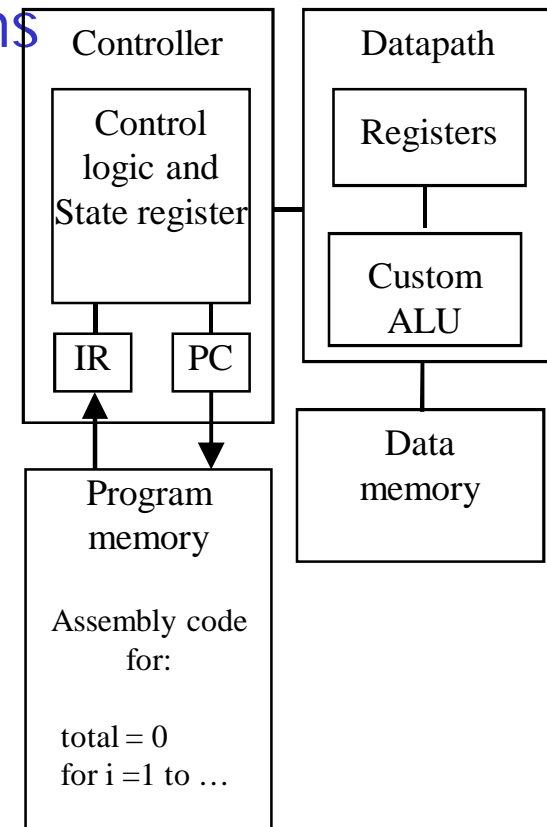 ns
Controller
Control
logic and
State register
IR
PC
Datapath
Registers
Custom
ALU
Data
memory
Program
memory
Assembly code
for:
total = 0
for i =1 to …